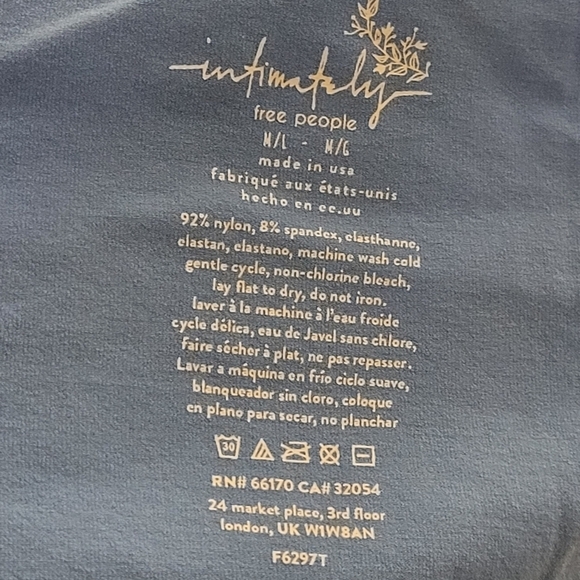 intimately
free people
M/L - M/G
made in usa
fabriqué aux états-unis
hecho en ee.uu
92% nylon, 8% spandex, elasthanne,
elastan, elastano, machine wash cold
gentle cycle, non-chlorine bleach,
lay flat to dry, do not iron.
laver à la machine à l'eau froide
cycle délica, eau de Javel sans chlore,
faire sécher à plat, ne pas repasser.
Lavar a máquina en frío ciclo suave,
blanqueador sin cloro, coloque
en plano para secar, no planchar
30
RN# 66170 CA# 32054
24 market place, 3rd floor
london, UK W1W8AN
F6297T